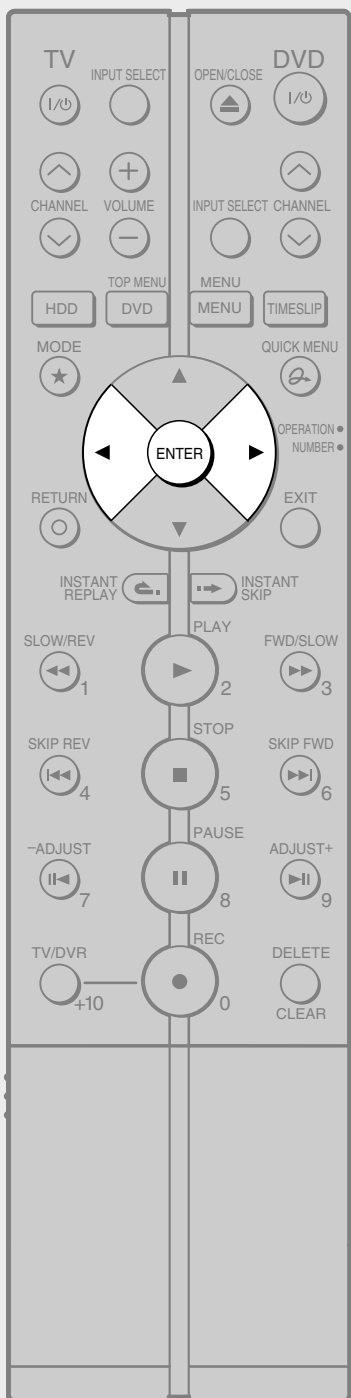 TV DVD
INPUT SELECT OPEN/CLOSE
I/⏻ I/⏻
CHANNEL VOLUME INPUT SELECT CHANNEL
TOP MENU MENU
HDD DVD MENU TIMESLIP
MODE QUICK MENU
OPERATION
NUMBER
ENTER
RETURN EXIT
INSTANT REPLAY INSTANT SKIP
SLOW/REV PLAY FWD/SLOW
1 2 3
SKIP REV STOP SKIP FWD
4 5 6
−ADJUST PAUSE ADJUST+
7 8 9
TV/DVR REC DELETE
+10 0 CLEAR